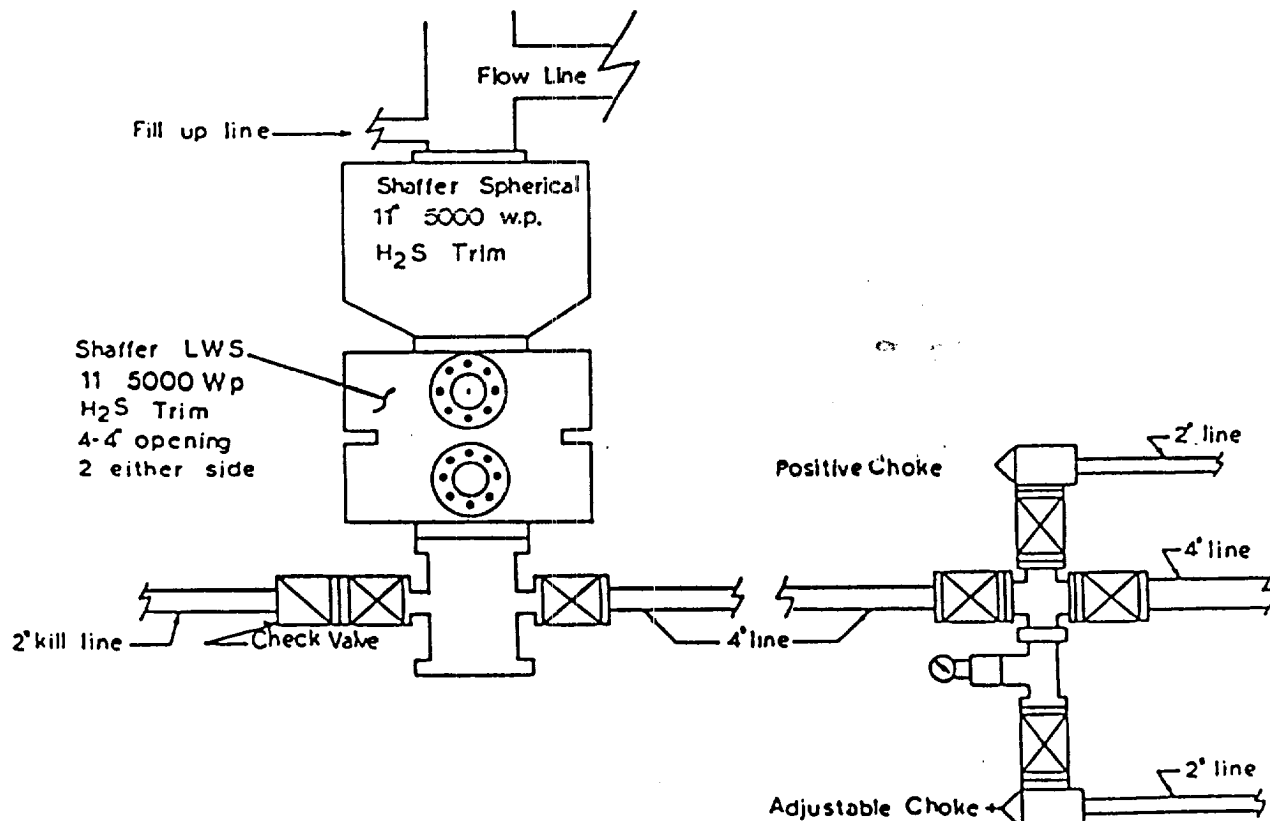 Flow Line
Fill up line
Shaffer Spherical
11" 5000 w.p.
H₂S Trim
Shaffer LWS
11 5000 Wp
H₂S Trim
4-4" opening
2 either side
2" line
Positive Choke
4" line
2" kill line
Check Valve
4" line
2" line
Adjustable Choke